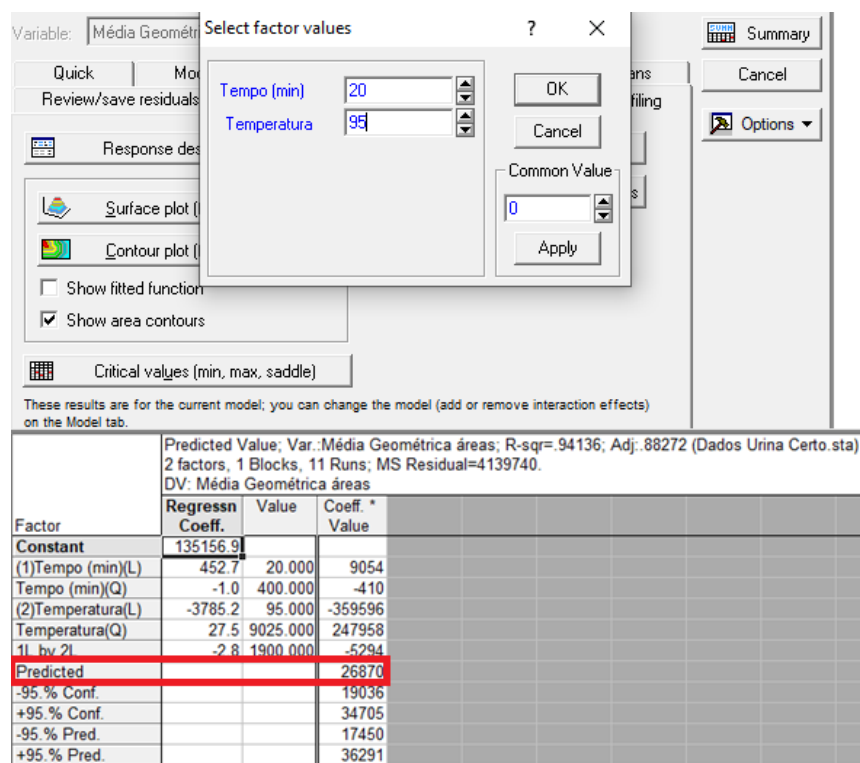 Variable: Média Geométr
Select factor values ? ×
Summary
Quick Mo ans Cancel
Review/save residuals filing
Options
Tempo (min) 20 OK
Temperatura 95 Cancel
Common Value
0
Apply
Respon se des
s
Surface plot (
Contour plot (
Show fitted function
Show area contours
Critical values (min, max, saddle)
These results are for the current model; you can change the model (add or remove interaction effects)
on the Model tab.
Predicted Value; Var.:Média Geométrica áreas; R-sqr=.94136; Adj:.88272 (Dados Urina Certo.sta)
2 factors, 1 Blocks, 11 Runs; MS Residual=4139740.
DV: Média Geométrica áreas
Factor Regressn Coeff. Value Coeff. * Value
Constant 135156.9
(1)Tempo (min)(L) 452.7 20.000 9054
Tempo (min)(Q) -1.0 400.000 -410
(2)Temperatura(L) -3785.2 95.000 -359596
Temperatura(Q) 27.5 9025.000 247958
1L by 2L -2.8 1900.000 -5294
Predicted 26870
-95.% Conf. 19036
+95.% Conf. 34705
-95.% Pred. 17450
+95.% Pred. 36291